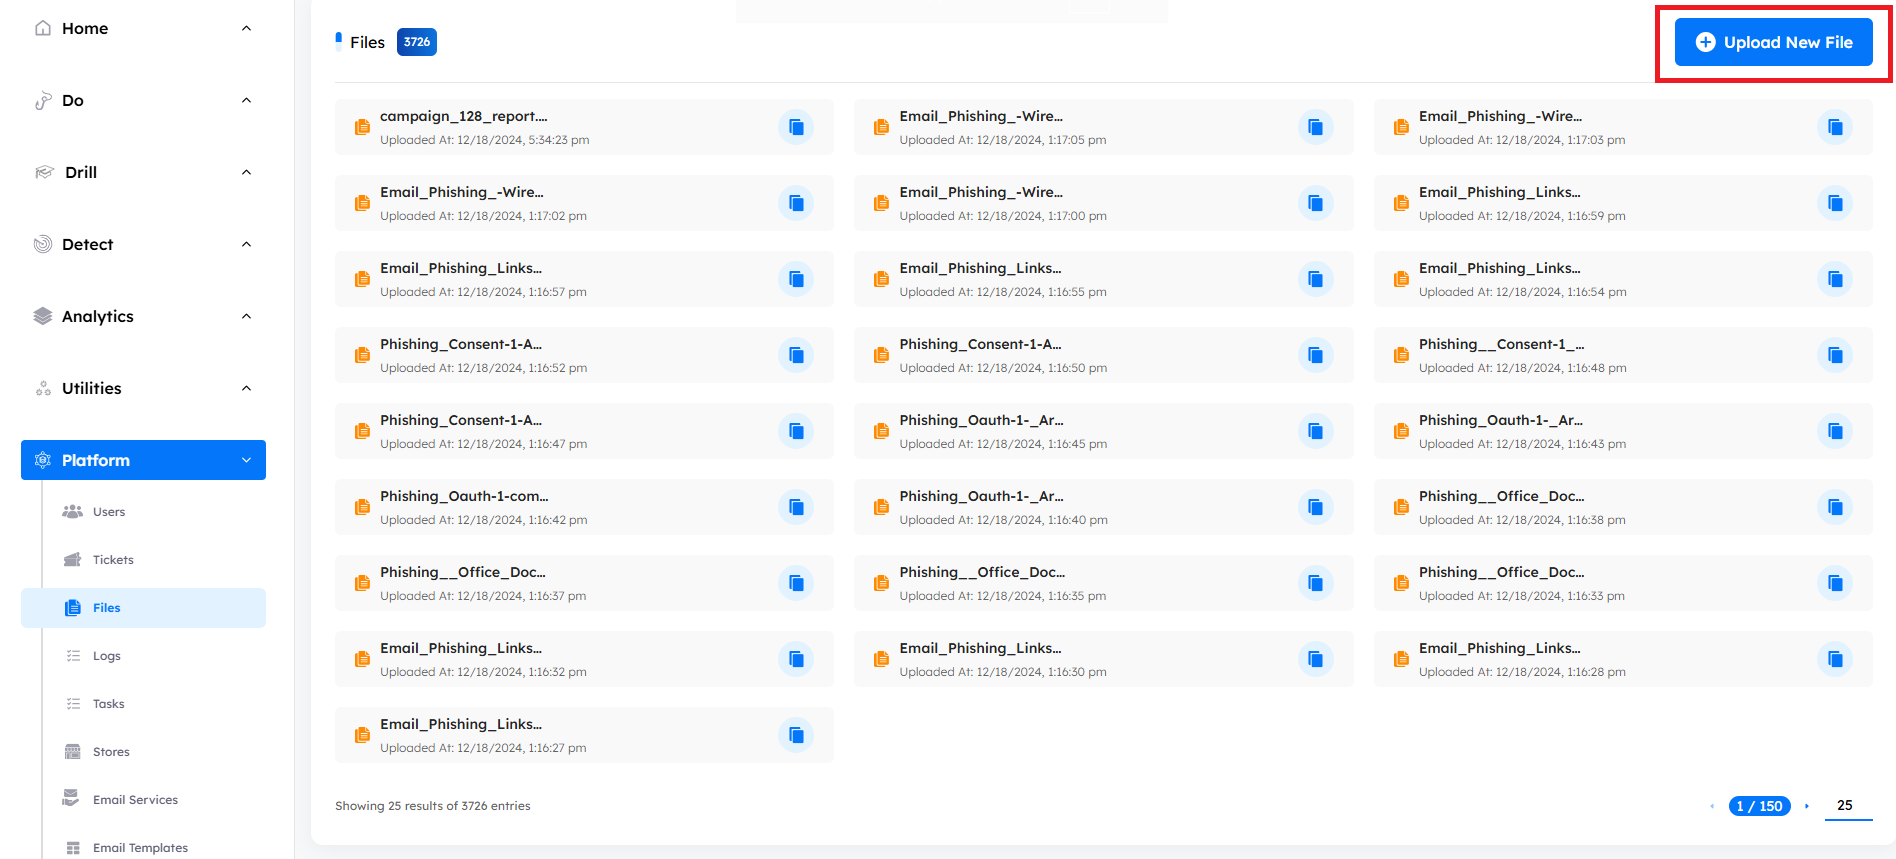 Home
Do
Drill
Detect
Analytics
Utilities
Platform
Users
Tickets
Files
Logs
Tasks
Stores
Email Services
Email Templates
Files 3726
Upload New File
campaign_128_report....
Uploaded At: 12/18/2024, 5:34:23 pm
Email_Phishing_-Wire...
Uploaded At: 12/18/2024, 1:17:05 pm
Email_Phishing_-Wire...
Uploaded At: 12/18/2024, 1:17:03 pm
Email_Phishing_-Wire...
Uploaded At: 12/18/2024, 1:17:02 pm
Email_Phishing_-Wire...
Uploaded At: 12/18/2024, 1:17:00 pm
Email_Phishing_Links...
Uploaded At: 12/18/2024, 1:16:59 pm
Email_Phishing_Links...
Uploaded At: 12/18/2024, 1:16:57 pm
Email_Phishing_Links...
Uploaded At: 12/18/2024, 1:16:55 pm
Email_Phishing_Links...
Uploaded At: 12/18/2024, 1:16:54 pm
Phishing_Consent-1-A...
Uploaded At: 12/18/2024, 1:16:52 pm
Phishing_Consent-1-A...
Uploaded At: 12/18/2024, 1:16:50 pm
Phishing__Consent-1_...
Uploaded At: 12/18/2024, 1:16:48 pm
Phishing_Consent-1-A...
Uploaded At: 12/18/2024, 1:16:47 pm
Phishing_Oauth-1-_Ar...
Uploaded At: 12/18/2024, 1:16:45 pm
Phishing_Oauth-1-_Ar...
Uploaded At: 12/18/2024, 1:16:43 pm
Phishing_Oauth-1-com...
Uploaded At: 12/18/2024, 1:16:42 pm
Phishing_Oauth-1-_Ar...
Uploaded At: 12/18/2024, 1:16:40 pm
Phishing__Office_Doc...
Uploaded At: 12/18/2024, 1:16:38 pm
Phishing__Office_Doc...
Uploaded At: 12/18/2024, 1:16:37 pm
Phishing__Office_Doc...
Uploaded At: 12/18/2024, 1:16:35 pm
Phishing__Office_Doc...
Uploaded At: 12/18/2024, 1:16:33 pm
Email_Phishing_Links...
Uploaded At: 12/18/2024, 1:16:32 pm
Email_Phishing_Links...
Uploaded At: 12/18/2024, 1:16:30 pm
Email_Phishing_Links...
Uploaded At: 12/18/2024, 1:16:28 pm
Email_Phishing_Links...
Uploaded At: 12/18/2024, 1:16:27 pm
Showing 25 results of 3726 entries
1 / 150
25